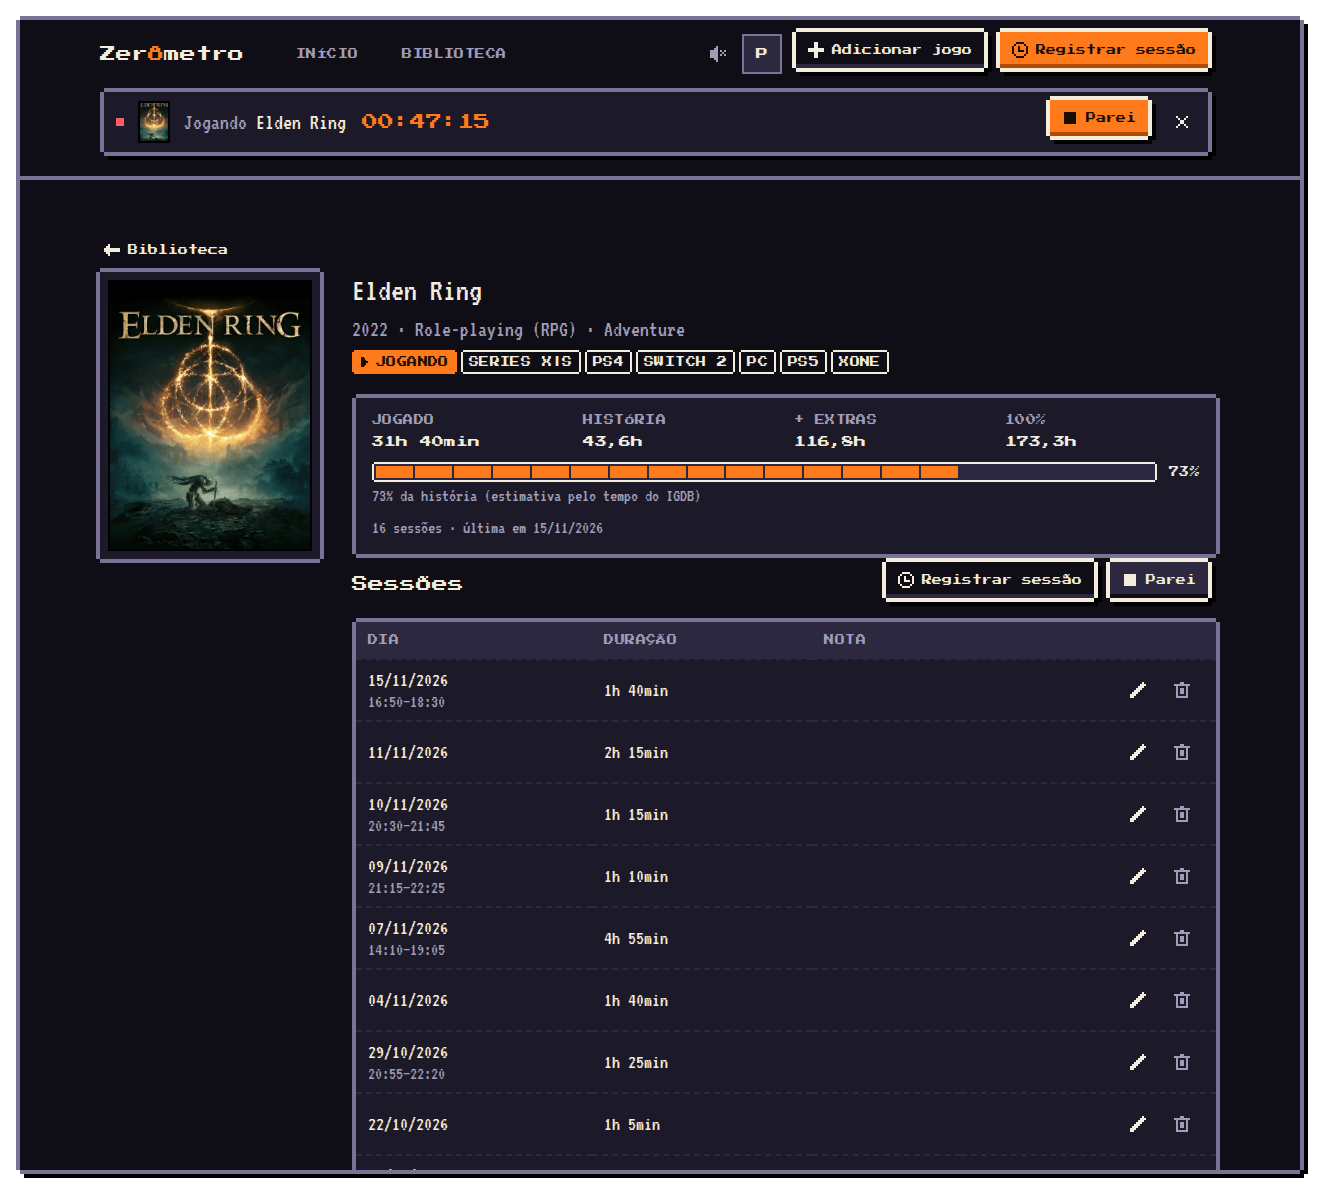 Zerômetro
INíCIO
BIBLIOTECA
P
Adicionar jogo
Registrar sessão
Jogando Elden Ring 00:47:15
Parei
Biblioteca
ELDEN RING
Elden Ring
2022 · Role-playing (RPG) · Adventure
JOGANDO SERIES X|S PS4 SWITCH 2 PC PS5 XONE
JOGADO HISTóRIA + EXTRAS 100%
31h 40min 43,6h 116,8h 173,3h
73%
73% da história (estimativa pelo tempo do IGDB)
16 sessões · última em 15/11/2026
Sessões
Registrar sessão
Parei
DIA DURAÇÃO NOTA
15/11/2026
16:50–18:30
1h 40min
11/11/2026
2h 15min
10/11/2026
20:30–21:45
1h 15min
09/11/2026
21:15–22:25
1h 10min
07/11/2026
14:10–19:05
4h 55min
04/11/2026
1h 40min
29/10/2026
20:55–22:20
1h 25min
22/10/2026
1h 5min